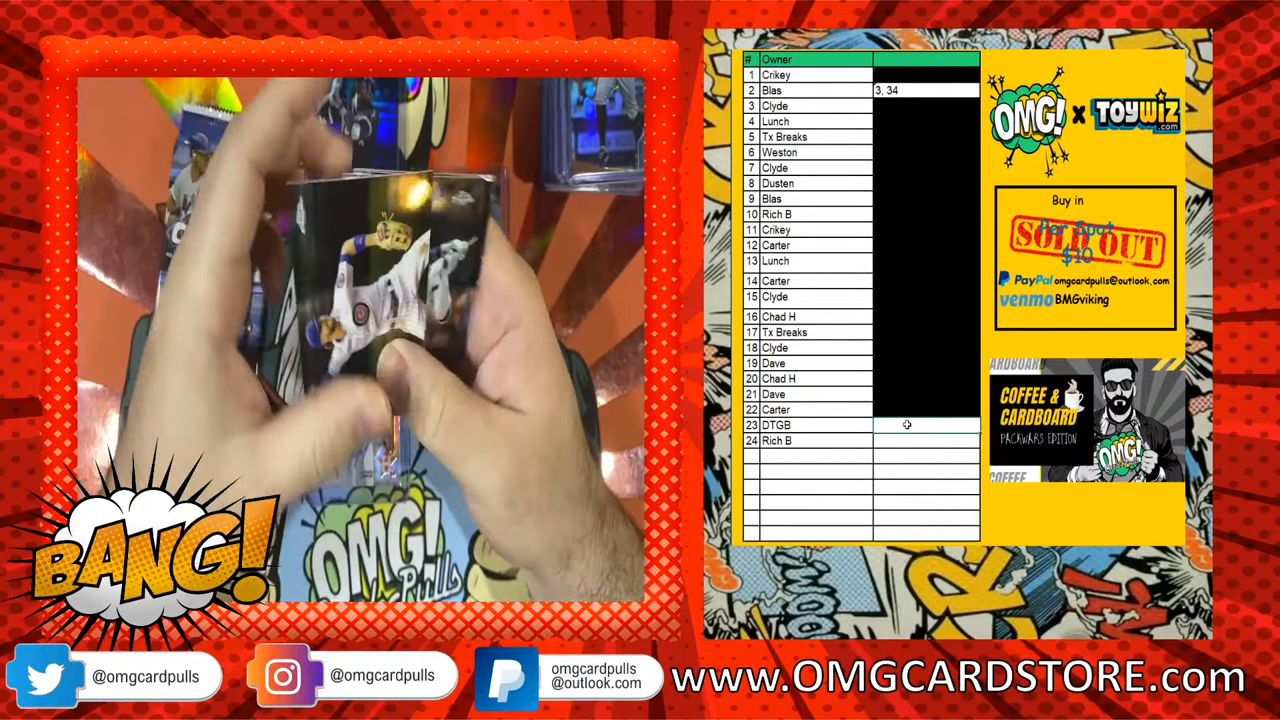 # Owner
1 Crikey
2 Blas 3, 34
3 Clyde
4 Lunch
5 Tx Breaks
6 Weston
7 Clyde
8 Dusten
9 Blas
10 Rich B
11 Crikey
12 Carter
13 Lunch
14 Carter
15 Clyde
16 Chad H
17 Tx Breaks
18 Clyde
19 Dave
20 Chad H
21 Dave
22 Carter
23 DTGB
24 Rich B
OMG! x TOYWIZ
.com
Buy in
Per Spot
SOLD OUT
$10
PayPal omgcardpulls@outlook.com
venmo BMGviking
CARDBOARD
COFFEE &
CARDBOARD
PACKWARS EDITION
OMG!
COFFEE
OMG!
Pulls
BANG!
@omgcardpulls
@omgcardpulls
omgcardpulls
@outlook.com
www.OMGCARDSTORE.com